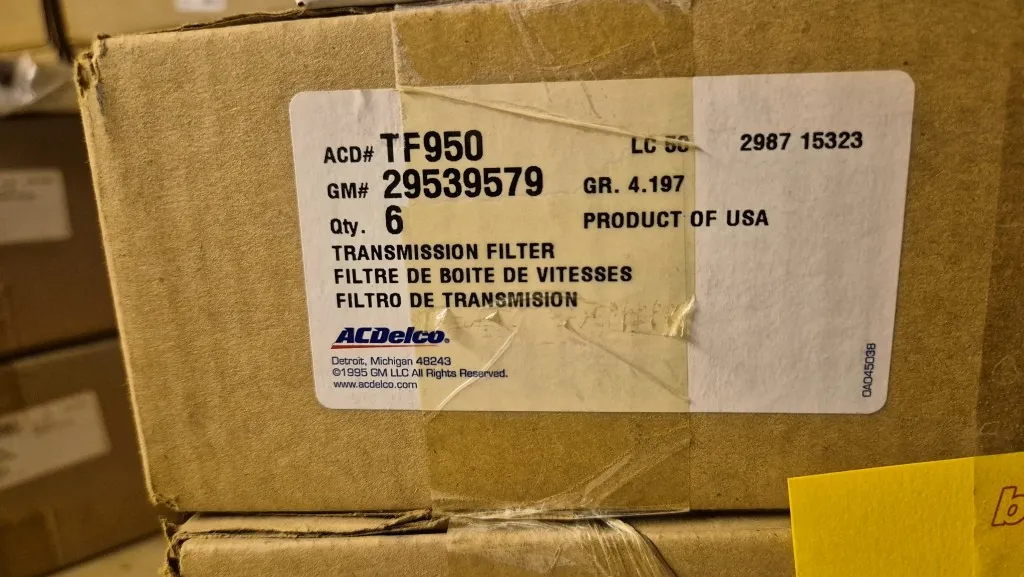 ACD# TF950 LC 50 2987 15323
GM# 29539579 GR. 4.197
Qty. 6 PRODUCT OF USA
TRANSMISSION FILTER
FILTRE DE BOITE DE VITESSES
FILTRO DE TRANSMISION
ACDelco®
Detroit, Michigan 48243
©1995 GM LLC All Rights Reserved.
www.acdelco.com
0A04503B